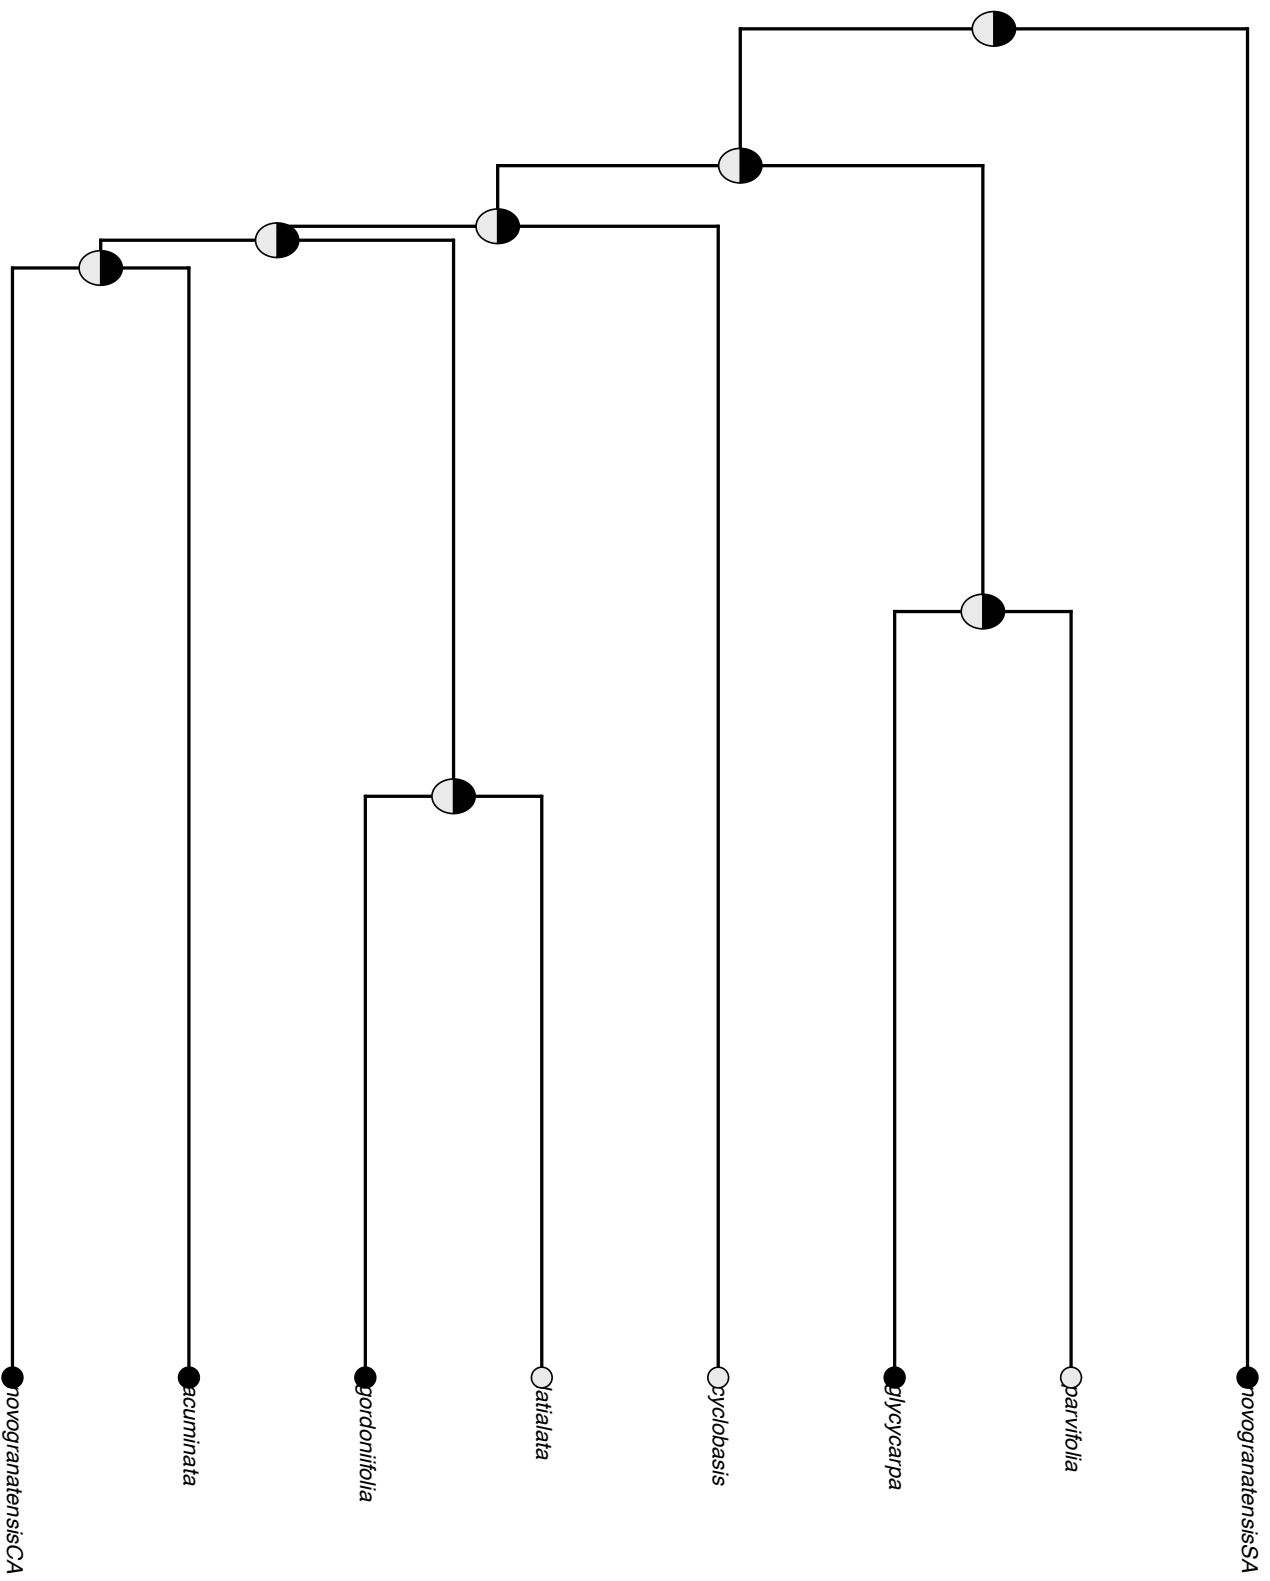 novogranatensisCA
acuminata
gordoniifolia
latialata
cyclobasis
glycycarpa
parvifolia
novogranatensisSA